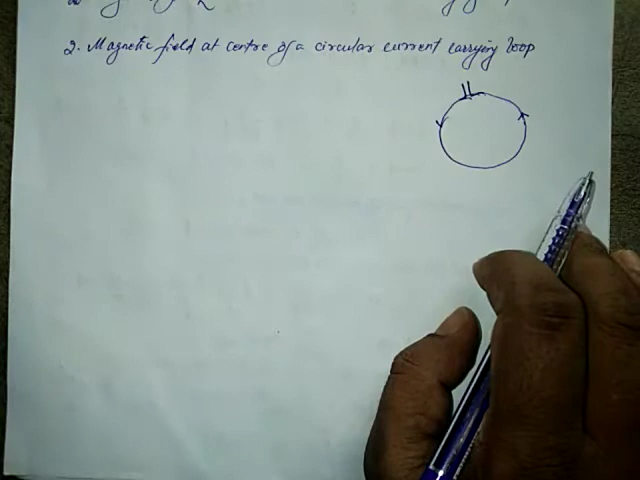 2. Magnetic field at centre of a circular current carrying loop